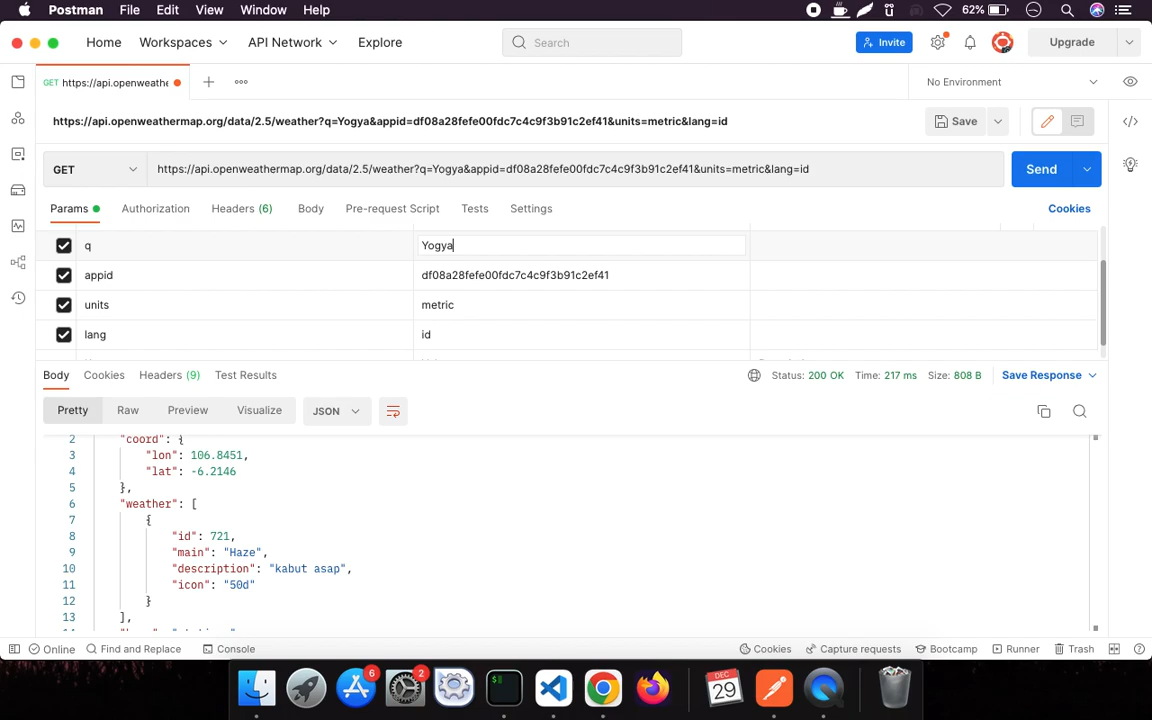 Postman File Edit View Window Help 62%
Home Workspaces API Network Explore Search Invite Upgrade
GET https://api.openweathe No Environment
https://api.openweathermap.org/data/2.5/weather?q=Yogya&appid=df08a28fefe00fdc7c4c9f3b91c2ef41&units=metric&lang=id Save
GET https://api.openweathermap.org/data/2.5/weather?q=Yogya&appid=df08a28fefe00fdc7c4c9f3b91c2ef41&units=metric&lang=id Send
Params Authorization Headers (6) Body Pre-request Script Tests Settings Cookies
q Yogya
appid df08a28fefe00fdc7c4c9f3b91c2ef41
units metric
lang id
Body Cookies Headers (9) Test Results Status: 200 OK Time: 217 ms Size: 808 B Save Response
Pretty Raw Preview Visualize JSON
2 "coord": {
3 "lon": 106.8451,
4 "lat": -6.2146
5 },
6 "weather": [
7 {
8 "id": 721,
9 "main": "Haze",
10 "description": "kabut asap",
11 "icon": "50d"
12 }
13 ],
Online Find and Replace Console Cookies Capture requests Bootcamp Runner Trash
6 2 DEC 29